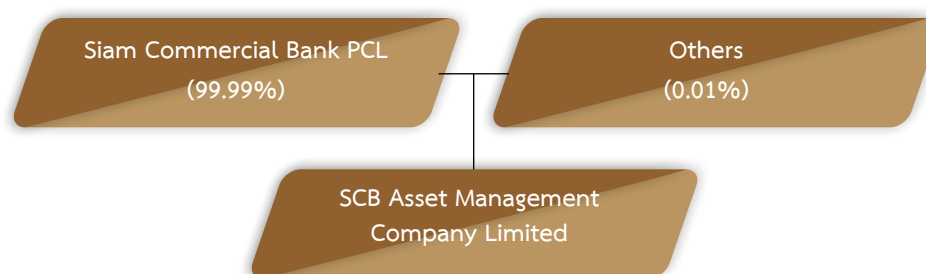 Siam Commercial Bank PCL
(99.99%)
Others
(0.01%)
SCB Asset Management
Company Limited